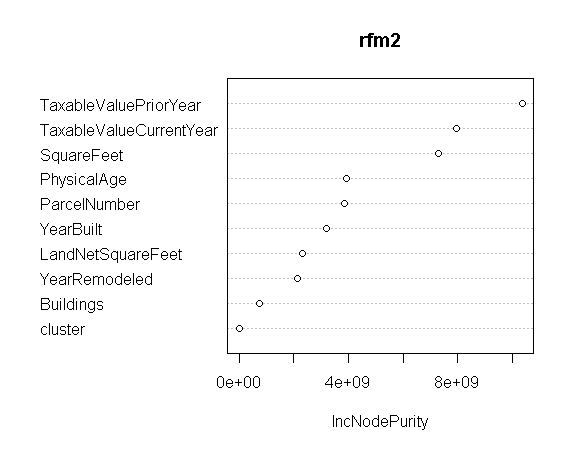 rfm2
TaxableValuePriorYear
TaxableValueCurrentYear
SquareFeet
PhysicalAge
ParcelNumber
YearBuilt
LandNetSquareFeet
YearRemodeled
Buildings
cluster
0e+00 4e+09 8e+09
IncNodePurity